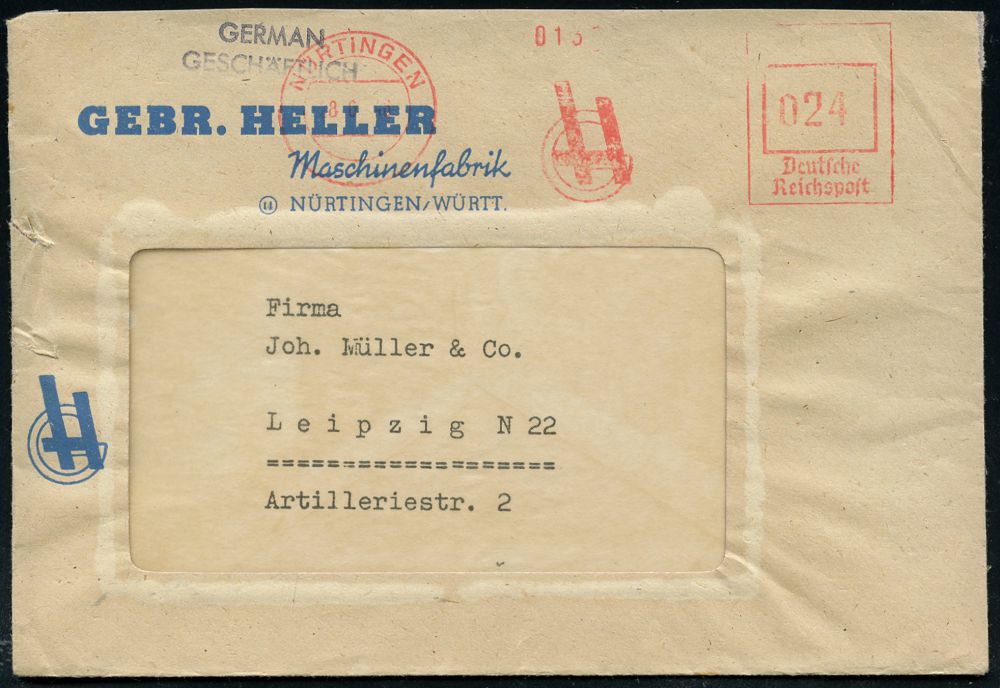 GERMAN
GESCHÄFTLICH
NÜRTINGEN
GEBR. HELLER
Maschinenfabrik
14 NÜRTINGEN/WÜRTT.
024
Deutsche
Reichspost
H
Firma
Joh. Müller & Co.
Leipzig N 22
===================
Artilleriestr. 2
H